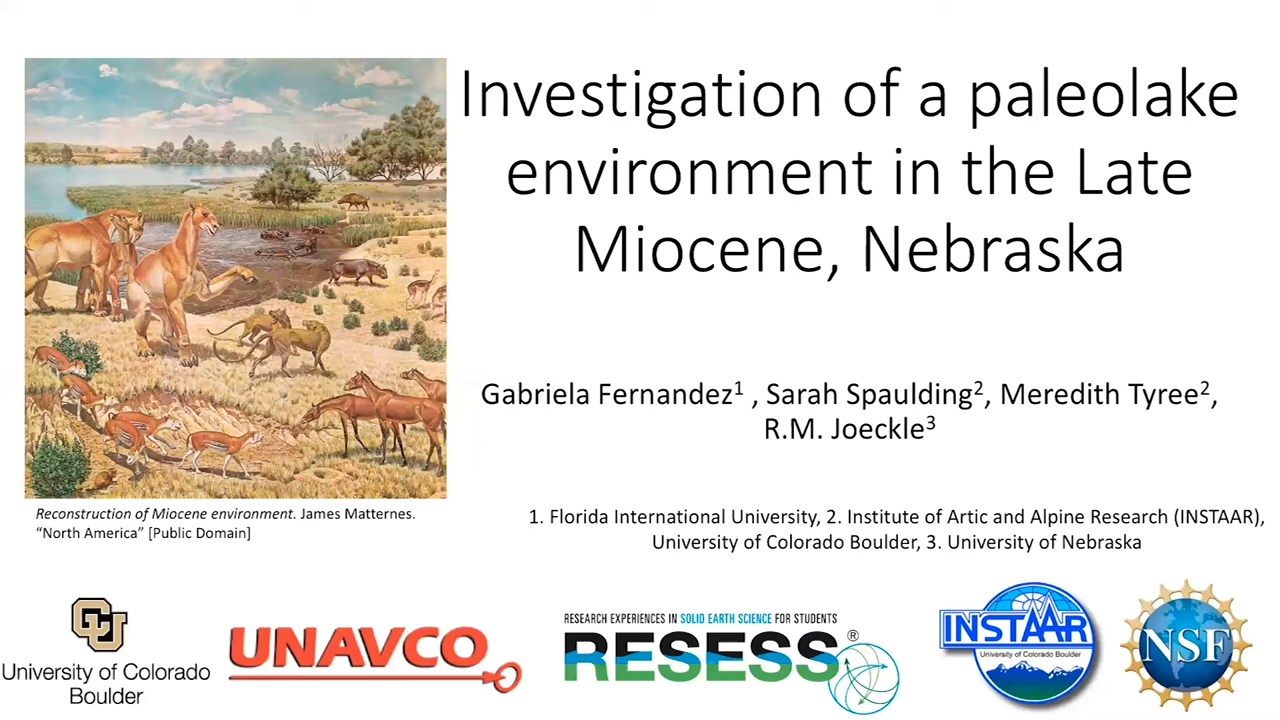 Investigation of a paleolake
environment in the Late
Miocene, Nebraska
Gabriela Fernandez1 , Sarah Spaulding2, Meredith Tyree2,
R.M. Joeckle3
Reconstruction of Miocene environment. James Matternes.
“North America” [Public Domain]
1. Florida International University, 2. Institute of Artic and Alpine Research (INSTAAR),
University of Colorado Boulder, 3. University of Nebraska
CU
University of Colorado
Boulder
UNAVCO
RESEARCH EXPERIENCES IN SOLID EARTH SCIENCE FOR STUDENTS
RESESS®
INSTAAR
University of Colorado Boulder
NSF